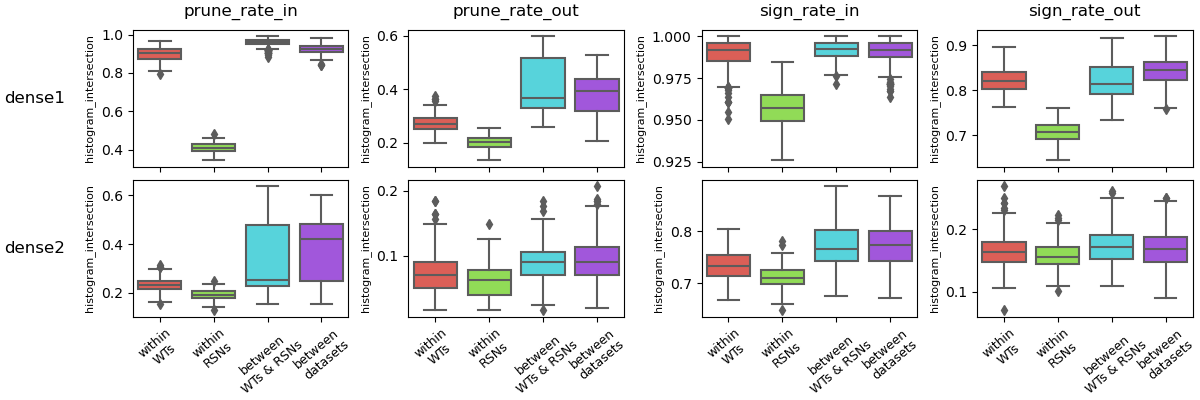 prune_rate_in prune_rate_out sign_rate_in sign_rate_out
dense1
histogram_intersection
1.0
0.8
0.6
0.4
histogram_intersection
0.6
0.4
0.2
histogram_intersection
1.000
0.975
0.950
0.925
histogram_intersection
0.9
0.8
0.7
dense2
histogram_intersection
0.6
0.4
0.2
histogram_intersection
0.2
0.1
histogram_intersection
0.8
0.7
histogram_intersection
0.2
0.1
within
WTs
within
RSNs
between
WTs & RSNs
between
datasets
within
WTs
within
RSNs
between
WTs & RSNs
between
datasets
within
WTs
within
RSNs
between
WTs & RSNs
between
datasets
within
WTs
within
RSNs
between
WTs & RSNs
between
datasets